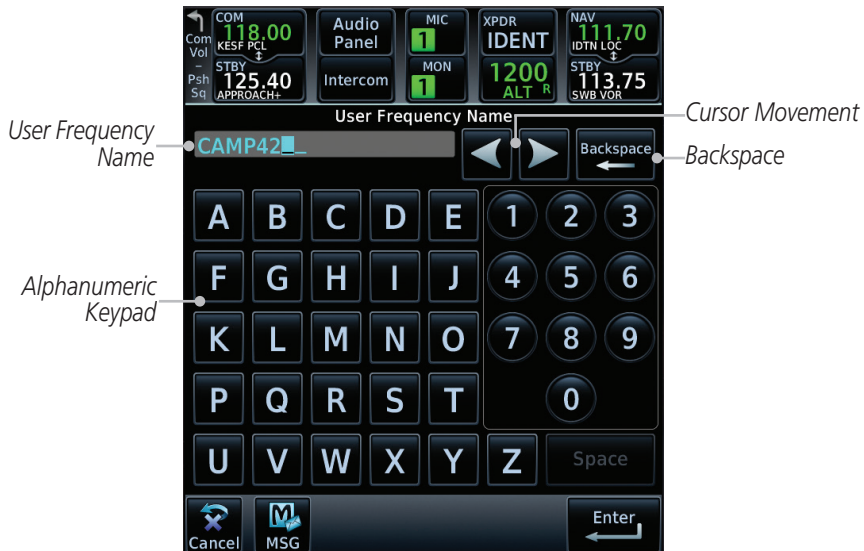 COM
118.00
KESF PCL
Com
Vol
–
Psh
Sq
STBY
125.40
APPROACH+
Audio
Panel
Intercom
MIC
1
MON
1
XPDR
IDENT
1200
ALT R
NAV
111.70
IDTN LOC
STBY
113.75
SWB VOR
User Frequency Name
User Frequency
Name
CAMP42__
Backspace
Cursor Movement
Backspace
A B C D E 1 2 3
Alphanumeric
Keypad
F G H I J 4 5 6
K L M N O 7 8 9
P Q R S T 0
U V W X Y Z Space
Cancel
MSG
Enter